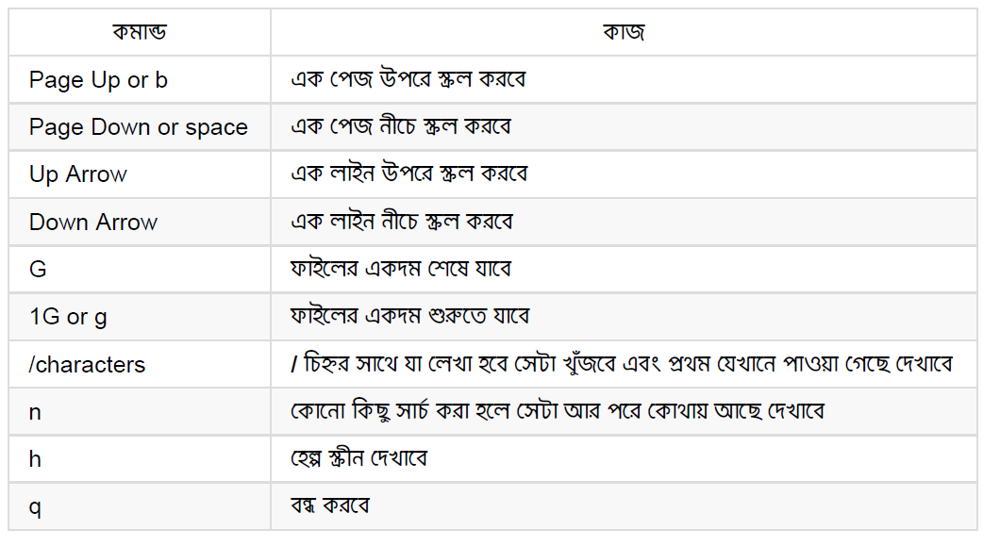 কমান্ড কাজ
Page Up or b এক পেজ উপরে স্ক্রল করবে
Page Down or space এক পেজ নীচে স্ক্রল করবে
Up Arrow এক লাইন উপরে স্ক্রল করবে
Down Arrow এক লাইন নীচে স্ক্রল করবে
G ফাইলের একদম শেষে যাবে
1G or g ফাইলের একদম শুরুতে যাবে
/characters / চিহ্নর সাথে যা লেখা হবে সেটা খুঁজবে এবং প্রথম যেখানে পাওয়া গেছে দেখাবে
n কোনো কিছু সার্চ করা হলে সেটা আর পরে কোথায় আছে দেখাবে
h হেল্প স্ক্রীন দেখাবে
q বন্ধ করবে